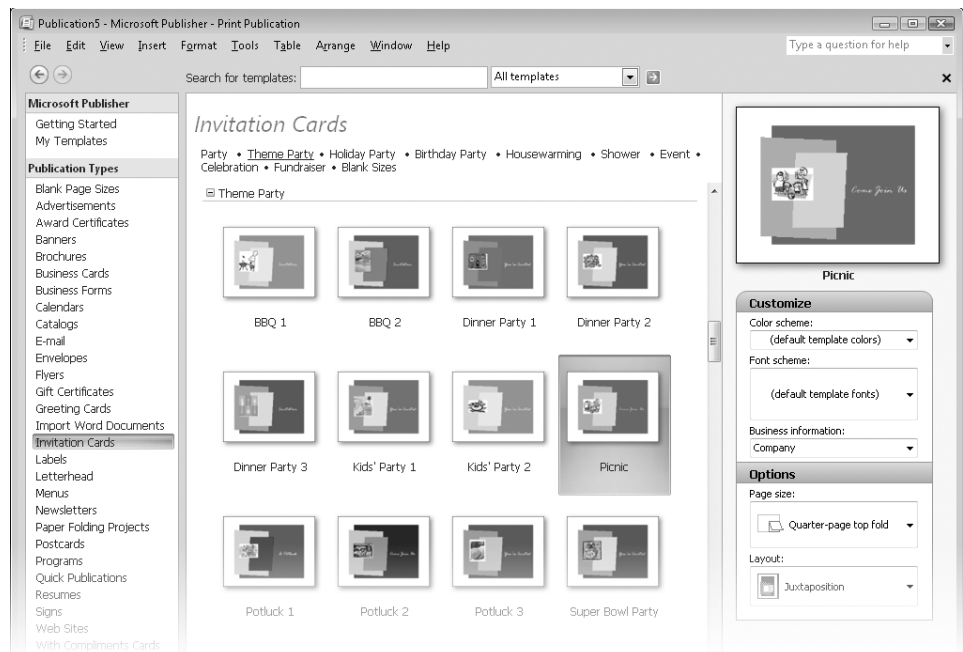 Publication5 - Microsoft Publisher - Print Publication
File Edit View Insert Format Tools Table Arrange Window Help
Type a question for help
Search for templates:
All templates
Microsoft Publisher
Getting Started
My Templates
Publication Types
Blank Page Sizes
Advertisements
Award Certificates
Banners
Brochures
Business Cards
Business Forms
Calendars
Catalogs
E-mail
Envelopes
Flyers
Gift Certificates
Greeting Cards
Import Word Documents
Invitation Cards
Labels
Letterhead
Menus
Newsletters
Paper Folding Projects
Postcards
Programs
Quick Publications
Resumes
Signs
Web Sites
With Compliments Cards
Invitation Cards
Party • Theme Party • Holiday Party • Birthday Party • Housewarming • Shower • Event •
Celebration • Fundraiser • Blank Sizes
Theme Party
BBQ 1 BBQ 2 Dinner Party 1 Dinner Party 2
Dinner Party 3 Kids' Party 1 Kids' Party 2 Picnic
Potluck 1 Potluck 2 Potluck 3 Super Bowl Party
Come Join Us
Picnic
Customize
Color scheme:
(default template colors)
Font scheme:
(default template fonts)
Business information:
Company
Options
Page size:
Quarter-page top fold
Layout:
Juxtaposition